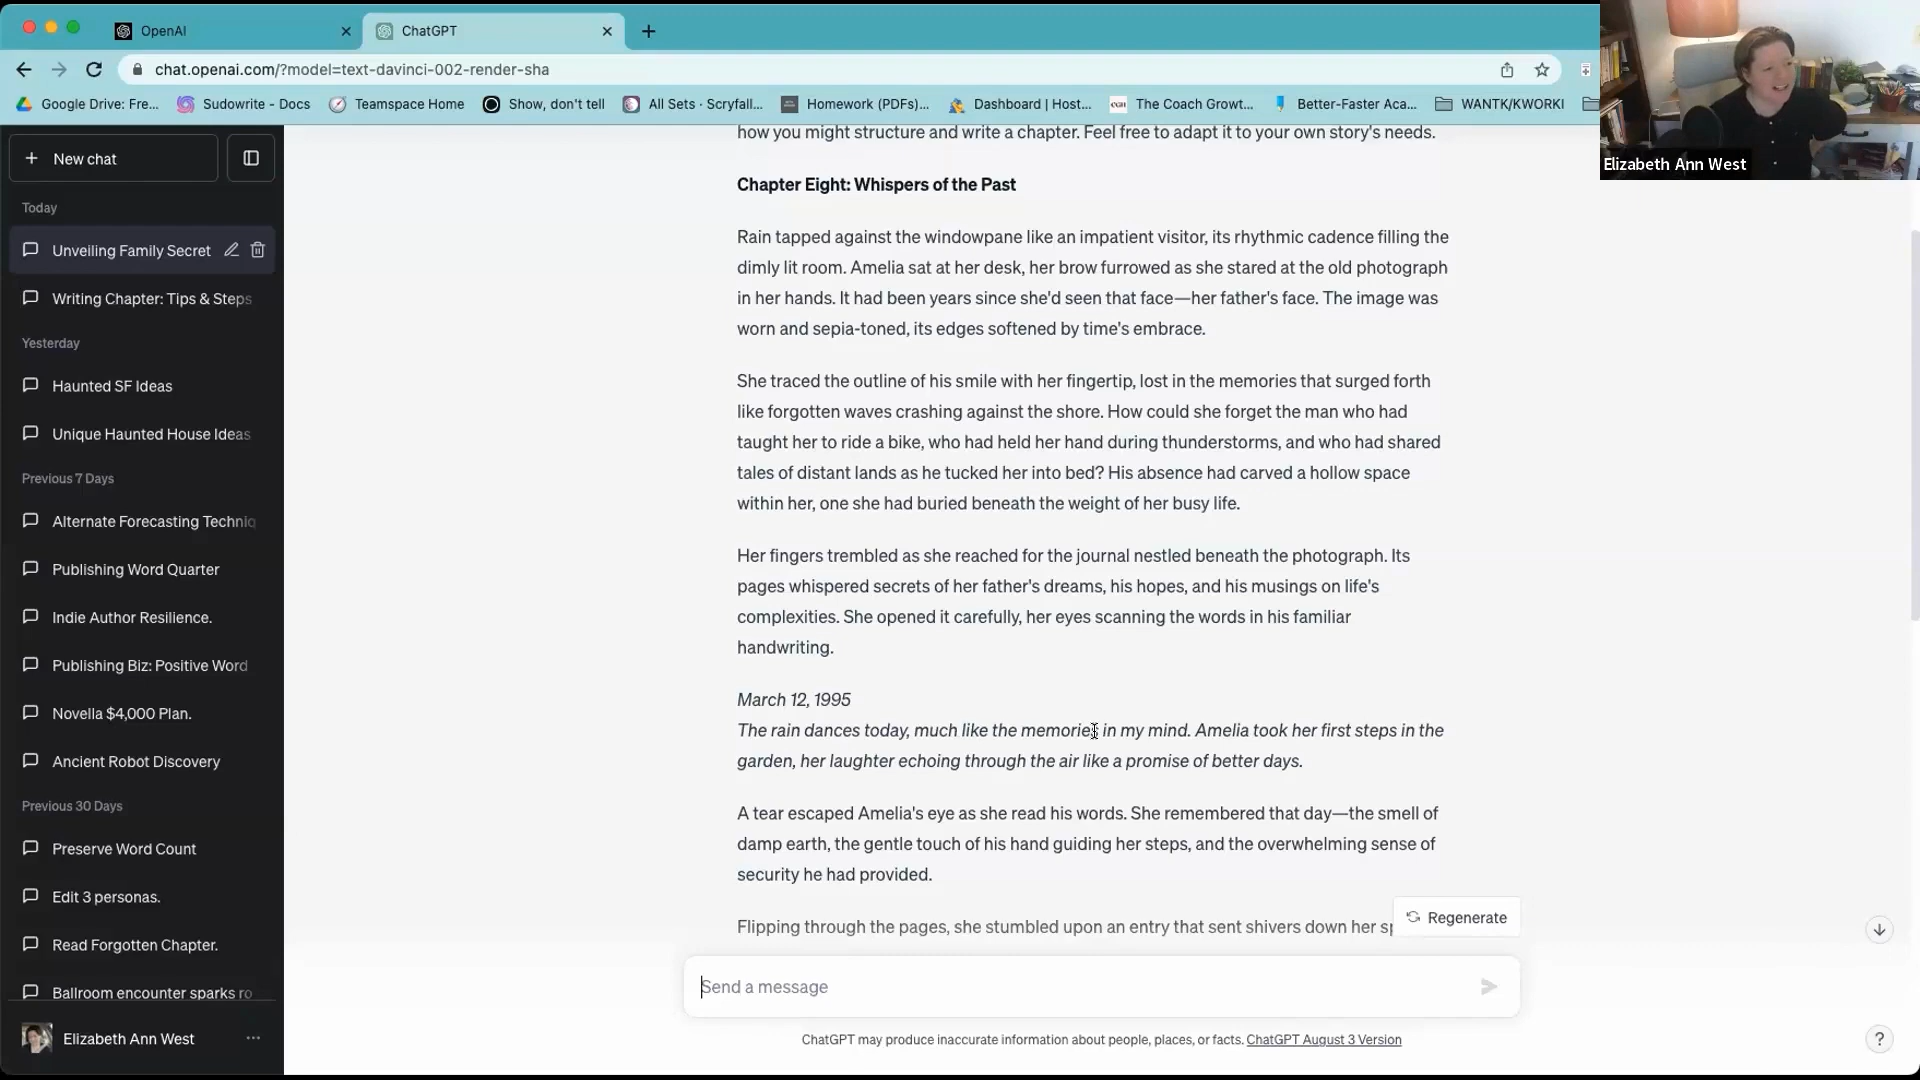 OpenAI
ChatGPT
chat.openai.com/?model=text-davinci-002-render-sha
Google Drive: Fre...
Sudowrite - Docs
Teamspace Home
Show, don't tell
All Sets · Scryfall...
Homework (PDFs)...
Dashboard | Host...
The Coach Growt...
Better-Faster Aca...
WANTK/KWORKI
Elizabeth Ann West
New chat
Today
Unveiling Family Secret
Writing Chapter: Tips & Steps
Yesterday
Haunted SF Ideas
Unique Haunted House Ideas
Previous 7 Days
Alternate Forecasting Techniq
Publishing Word Quarter
Indie Author Resilience.
Publishing Biz: Positive Word
Novella $4,000 Plan.
Ancient Robot Discovery
Previous 30 Days
Preserve Word Count
Edit 3 personas.
Read Forgotten Chapter.
Ballroom encounter sparks ro
Elizabeth Ann West
how you might structure and write a chapter. Feel free to adapt it to your own story's needs.
Chapter Eight: Whispers of the Past
Rain tapped against the windowpane like an impatient visitor, its rhythmic cadence filling the
dimly lit room. Amelia sat at her desk, her brow furrowed as she stared at the old photograph
in her hands. It had been years since she'd seen that face—her father's face. The image was
worn and sepia-toned, its edges softened by time's embrace.
She traced the outline of his smile with her fingertip, lost in the memories that surged forth
like forgotten waves crashing against the shore. How could she forget the man who had
taught her to ride a bike, who had held her hand during thunderstorms, and who had shared
tales of distant lands as he tucked her into bed? His absence had carved a hollow space
within her, one she had buried beneath the weight of her busy life.
Her fingers trembled as she reached for the journal nestled beneath the photograph. Its
pages whispered secrets of her father's dreams, his hopes, and his musings on life's
complexities. She opened it carefully, her eyes scanning the words in his familiar
handwriting.
March 12, 1995
The rain dances today, much like the memories in my mind. Amelia took her first steps in the
garden, her laughter echoing through the air like a promise of better days.
A tear escaped Amelia's eye as she read his words. She remembered that day—the smell of
damp earth, the gentle touch of his hand guiding her steps, and the overwhelming sense of
security he had provided.
Flipping through the pages, she stumbled upon an entry that sent shivers down her sp
Regenerate
Send a message
ChatGPT may produce inaccurate information about people, places, or facts. ChatGPT August 3 Version
?